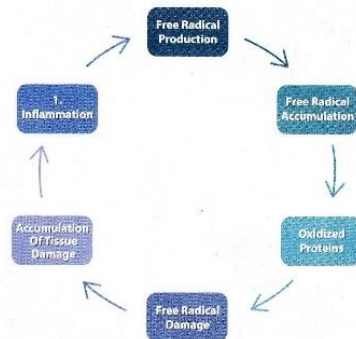 Free Radical
Production
Free Radical
Accumulation
Oxidized
Proteins
Free Radical
Damage
Accumulation
Of Tissue
Damage
1.
Inflammation